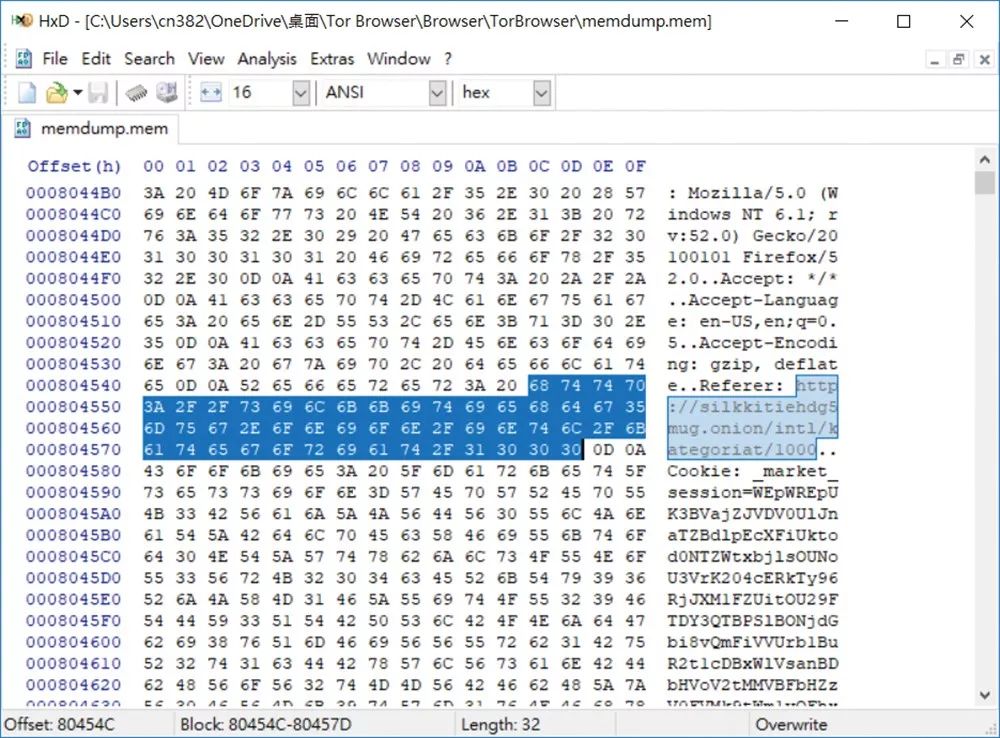 HxD - [C:\Users\cn382\OneDrive\桌面\Tor Browser\Browser\TorBrowser\memdump.mem]
File Edit Search View Analysis Extras Window ?
16 ANSI hex
memdump.mem
Offset(h) 00 01 02 03 04 05 06 07 08 09 0A 0B 0C 0D 0E 0F
0008044B0 3A 20 4D 6F 7A 69 6C 6C 61 2F 35 2E 30 20 28 57 : Mozilla/5.0 (W
0008044C0 69 6E 64 6F 77 73 20 4E 54 20 36 2E 31 3B 20 72 indows NT 6.1; r
0008044D0 76 3A 35 32 2E 30 29 20 47 65 63 6B 6F 2F 32 30 v:52.0) Gecko/20
0008044E0 31 30 30 31 30 31 20 46 69 72 65 66 6F 78 2F 35 100101 Firefox/5
0008044F0 32 2E 30 0D 0A 41 63 63 65 70 74 3A 20 2A 2F 2A 2.0..Accept: */*
000804500 0D 0A 41 63 63 65 70 74 2D 4C 61 6E 67 75 61 67 ..Accept-Languag
000804510 65 3A 20 65 6E 2D 55 53 2C 65 6E 3B 71 3D 30 2E e: en-US,en;q=0.
000804520 35 0D 0A 41 63 63 65 70 74 2D 45 6E 63 6F 64 69 5..Accept-Encodi
000804530 6E 67 3A 20 67 7A 69 70 2C 20 64 65 66 6C 61 74 ng: gzip, deflat
000804540 65 0D 0A 52 65 66 65 72 65 72 3A 20 68 74 74 70 e..Referer: http
000804550 3A 2F 2F 73 69 6C 6B 6B 69 74 69 65 68 64 67 35 ://silkkitiehdg5
000804560 6D 75 67 2E 6F 6E 69 6F 6E 2F 69 6E 74 6C 2F 6B mug.onion/intl/k
000804570 61 74 65 67 6F 72 69 61 74 2F 31 30 30 30 0D 0A ategoriat/1000..
000804580 43 6F 6F 6B 69 65 3A 20 5F 6D 61 72 6B 65 74 5F Cookie: _market_
000804590 73 65 73 73 69 6F 6E 3D 57 45 70 57 52 45 70 55 session=WEpWREpU
0008045A0 4B 33 42 56 61 6A 5A 4A 56 44 56 30 55 6C 4A 6E K3BVajZJVDV0UlJn
0008045B0 61 54 5A 42 64 6C 70 45 63 58 46 69 55 6B 74 6F aTZBdlpEcXFiUkto
0008045C0 64 30 4E 54 5A 57 74 78 62 6A 6C 73 4F 55 4E 6F d0NTZWtxbjlsOUNo
0008045D0 55 33 56 72 4B 32 30 34 63 45 52 6B 54 79 39 36 U3VrK204cERkTy96
0008045E0 52 6A 4A 58 4D 31 46 5A 55 69 74 4F 55 32 39 46 RjJXM1FZUitOU29F
0008045F0 54 44 59 33 51 54 42 50 53 6C 42 4F 4E 6A 64 47 TDY3QTBPSlBONjdG
000804600 62 69 38 76 51 6D 46 69 56 56 55 72 62 31 42 75 bi8vQmFiVVUrb1Bu
000804610 52 32 74 31 63 44 42 78 57 6C 56 73 61 6E 42 44 R2t1cDBxWlVsanBD
000804620 62 48 56 6F 56 32 74 4D 4D 56 42 46 62 48 5A 7A bHVoV2tMMVBFbHZz
Offset: 80454C Block: 80454C-80457D Length: 32 Overwrite